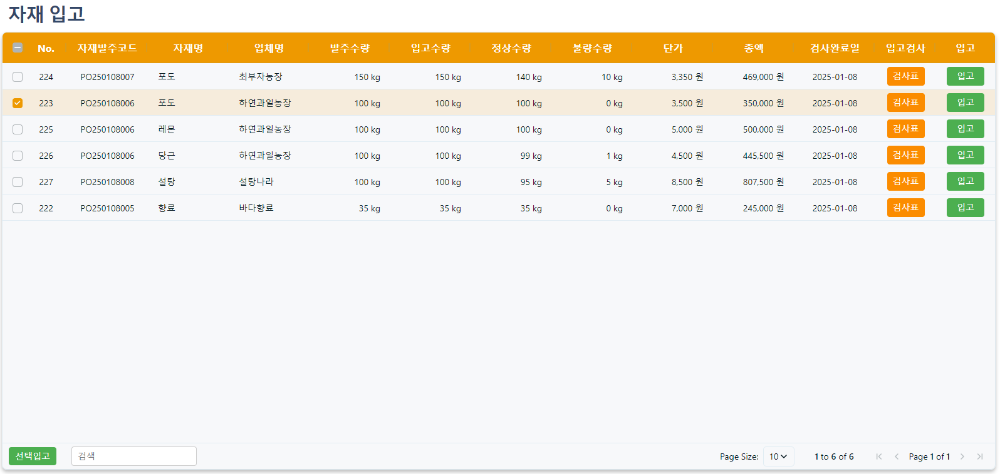 자재 입고
No. 자재발주코드 자재명 업체명 발주수량 입고수량 정상수량 불량수량 단가 총액 검사완료일 입고검사 입고
224 PO250108007 포도 최부자농장 150 kg 150 kg 140 kg 10 kg 3,350 원 469,000 원 2025-01-08 검사표 입고
223 PO250108006 포도 하연과일농장 100 kg 100 kg 100 kg 0 kg 3,500 원 350,000 원 2025-01-08 검사표 입고
225 PO250108006 레몬 하연과일농장 100 kg 100 kg 100 kg 0 kg 5,000 원 500,000 원 2025-01-08 검사표 입고
226 PO250108006 당근 하연과일농장 100 kg 100 kg 99 kg 1 kg 4,500 원 445,500 원 2025-01-08 검사표 입고
227 PO250108008 설탕 설탕나라 100 kg 100 kg 95 kg 5 kg 8,500 원 807,500 원 2025-01-08 검사표 입고
222 PO250108005 향료 바다향료 35 kg 35 kg 35 kg 0 kg 7,000 원 245,000 원 2025-01-08 검사표 입고
선택입고 검색 Page Size: 10 1 to 6 of 6 Page 1 of 1